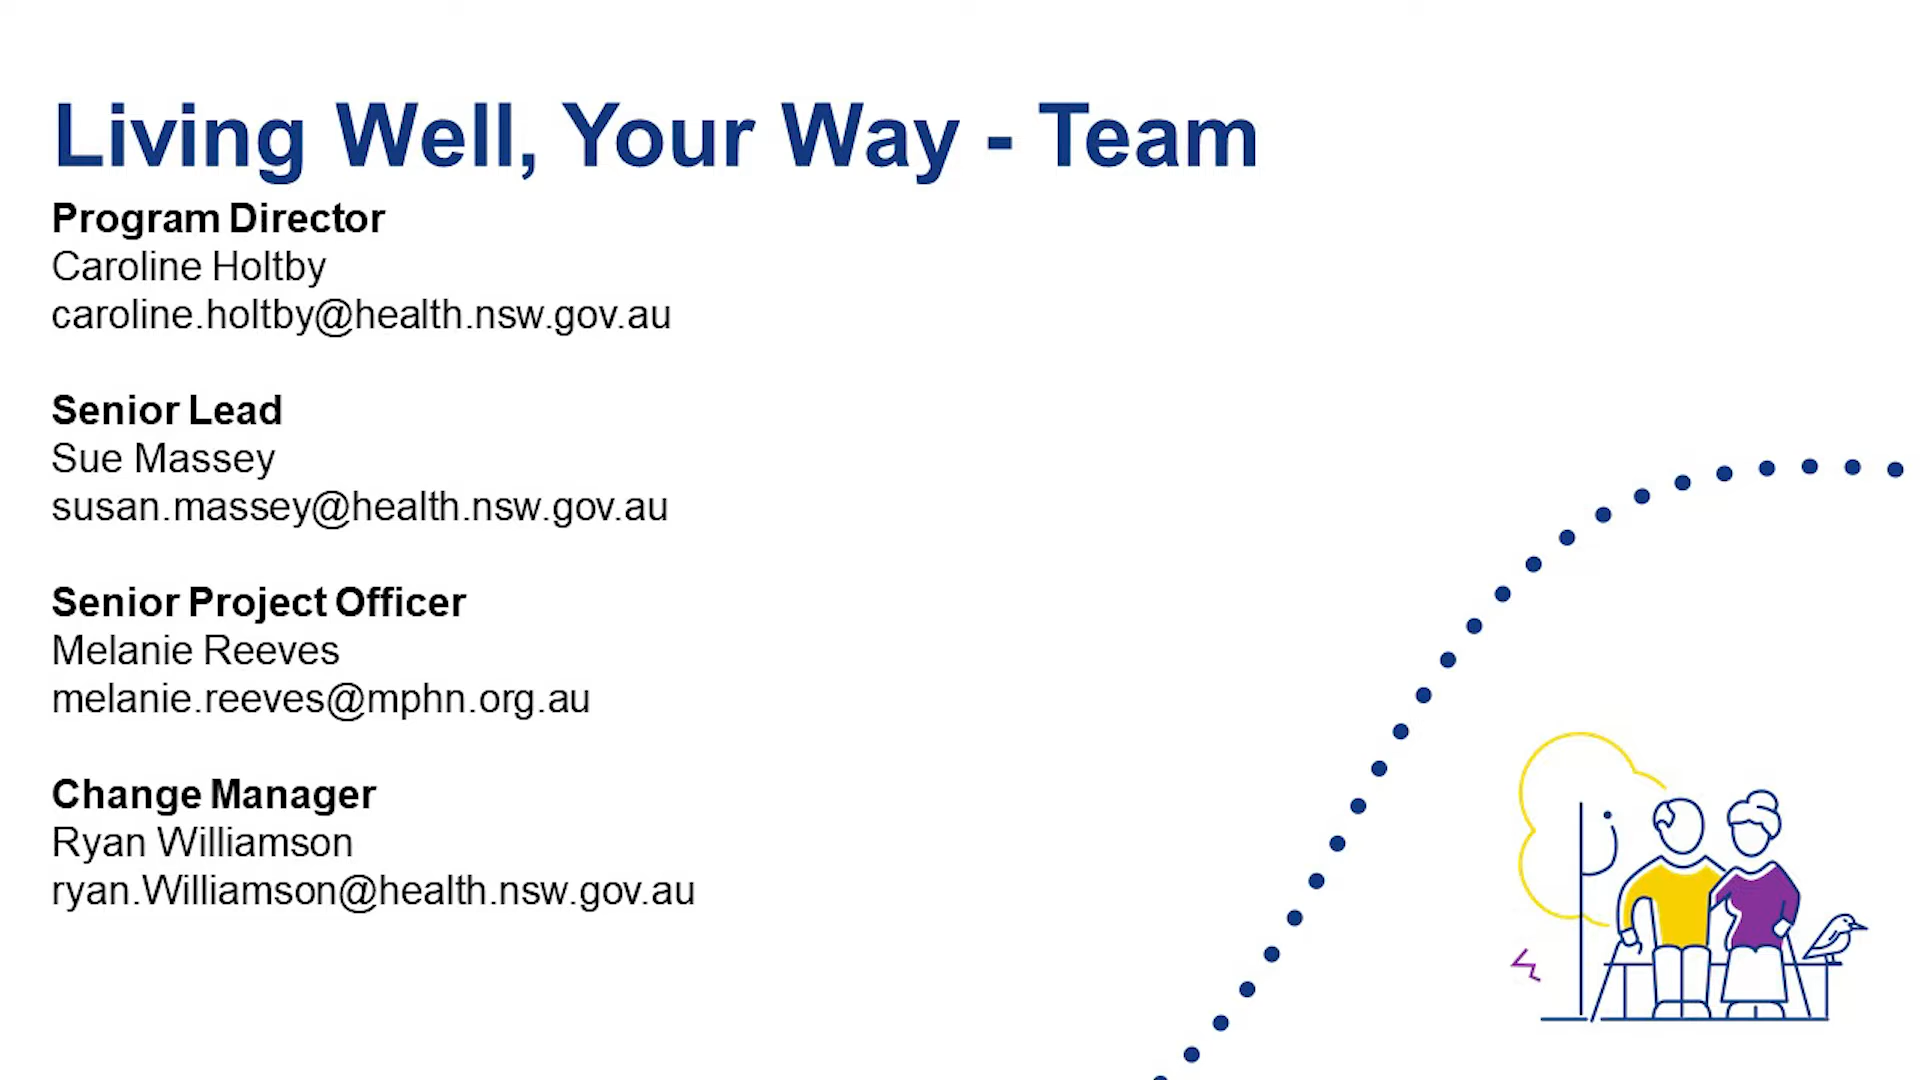 Living Well, Your Way - Team
Program Director
Caroline Holtby
caroline.holtby@health.nsw.gov.au
Senior Lead
Sue Massey
susan.massey@health.nsw.gov.au
Senior Project Officer
Melanie Reeves
melanie.reeves@mphn.org.au
Change Manager
Ryan Williamson
ryan.Williamson@health.nsw.gov.au